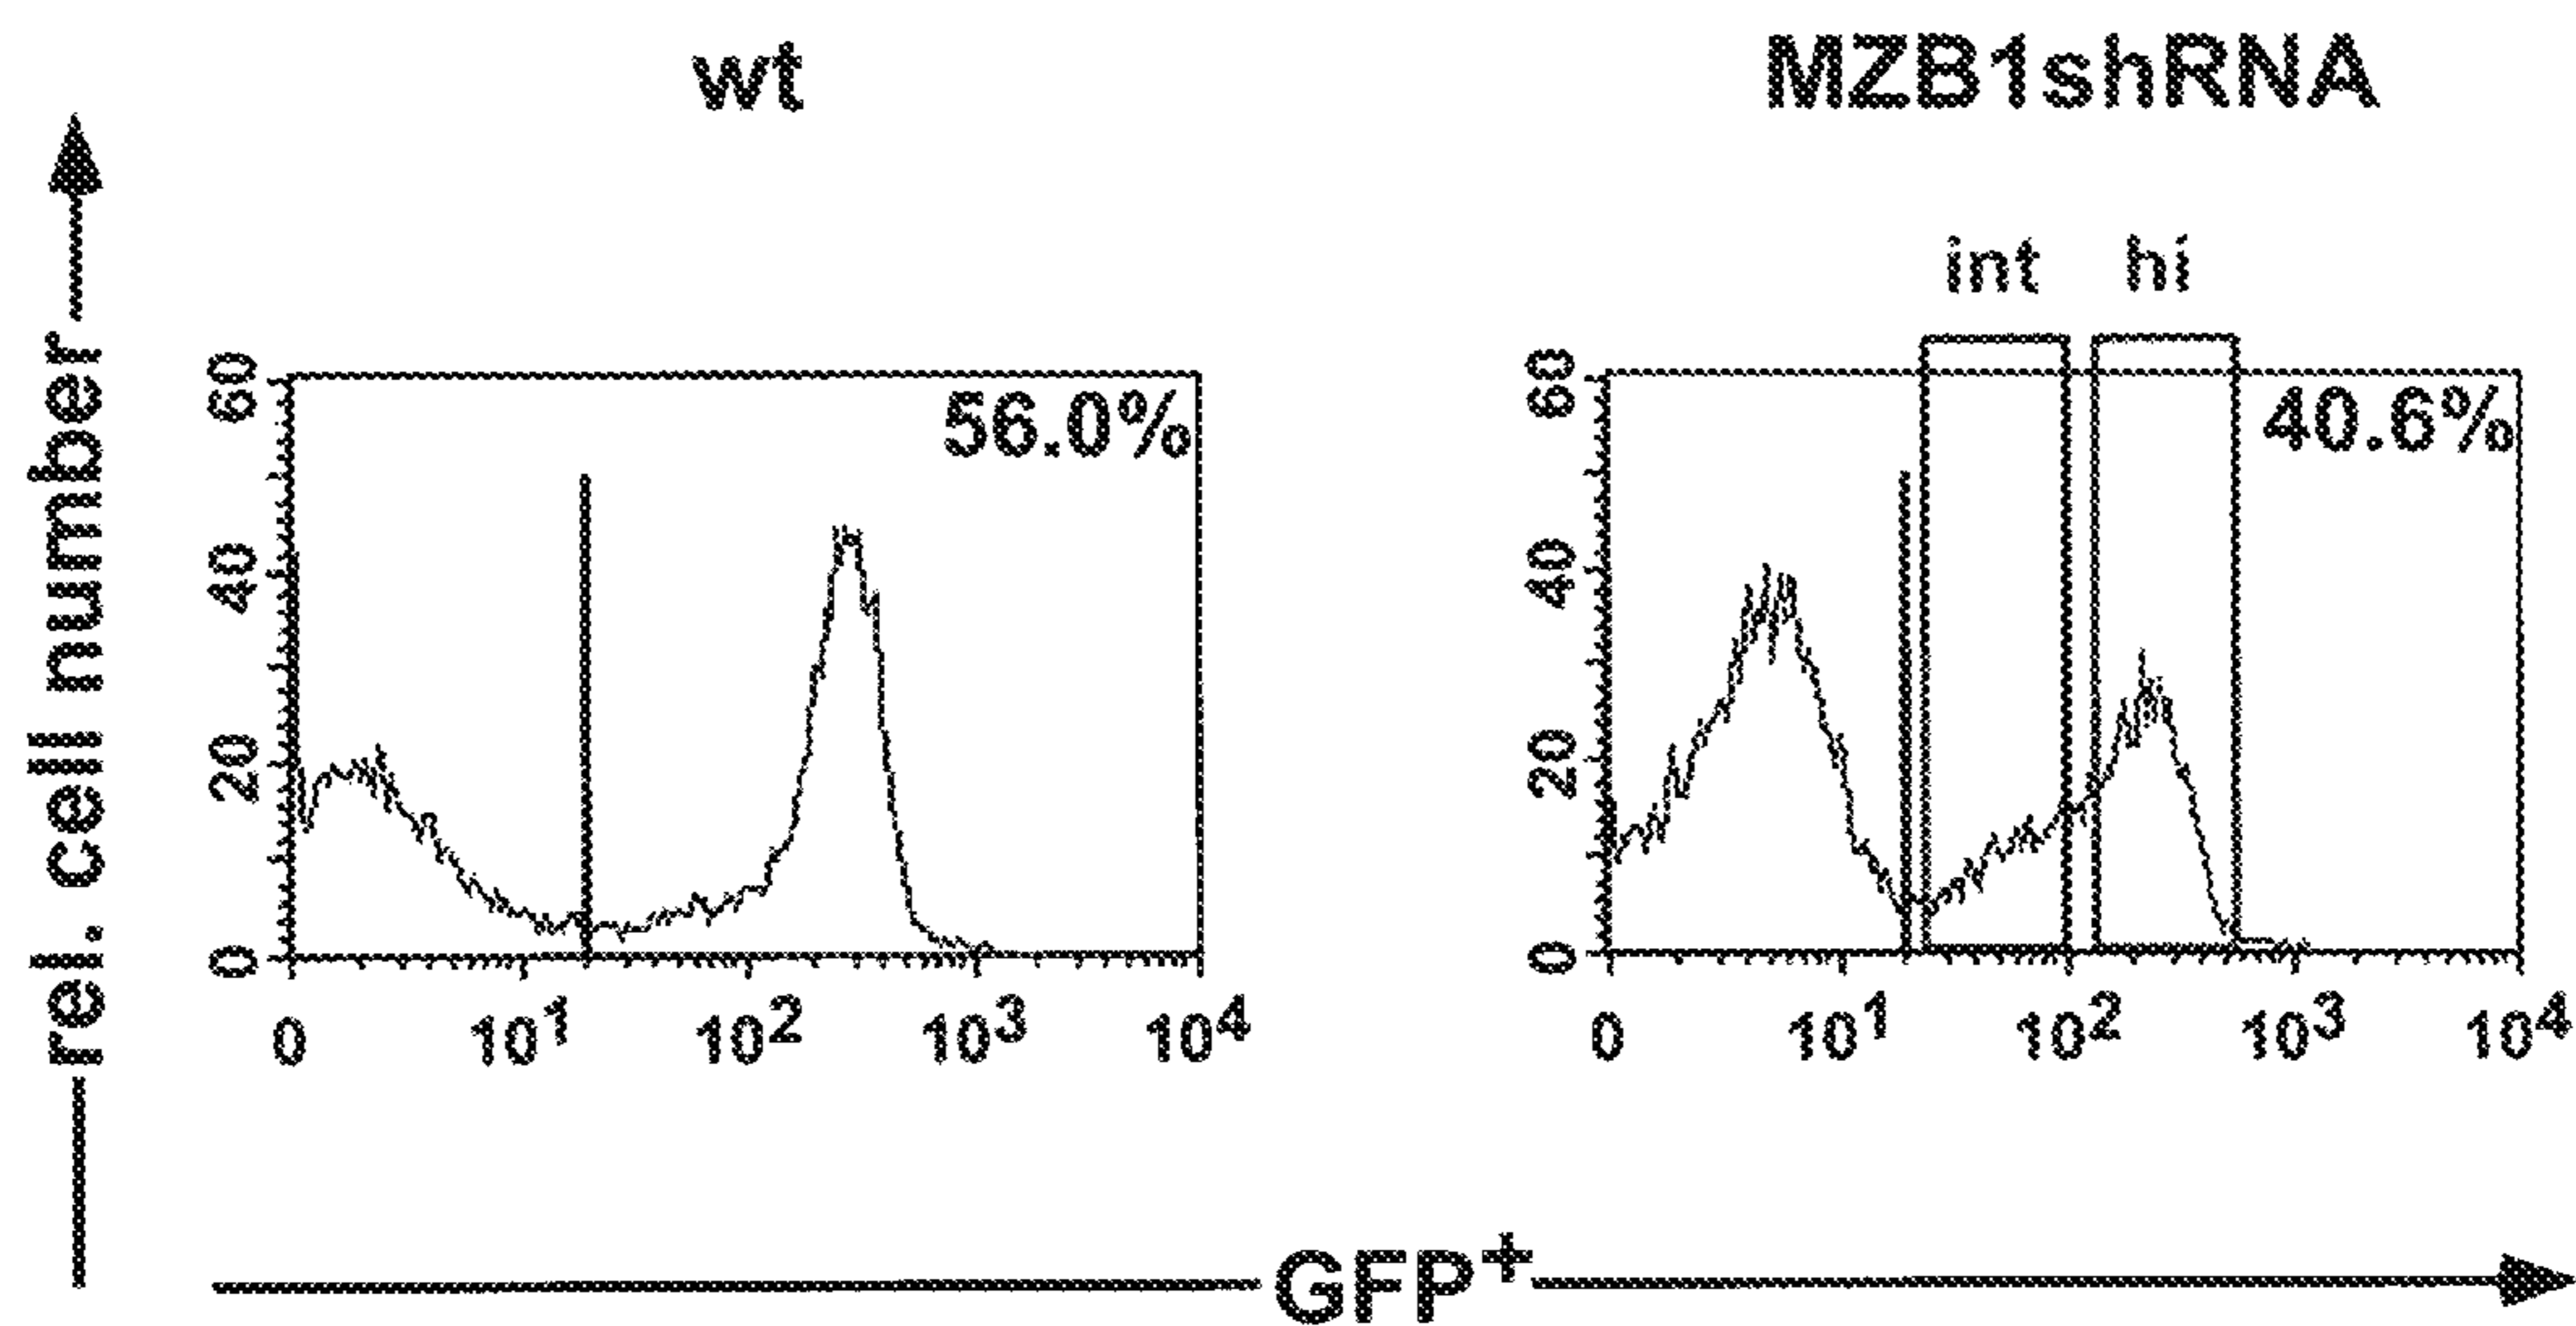 wt
MZB1shRNA
rel. cell number
int hi
60
40
20
0
56.0%
0 10¹ 10² 10³ 10⁴
60
40
20
0
40.6%
0 10¹ 10² 10³ 10⁴
GFP⁺